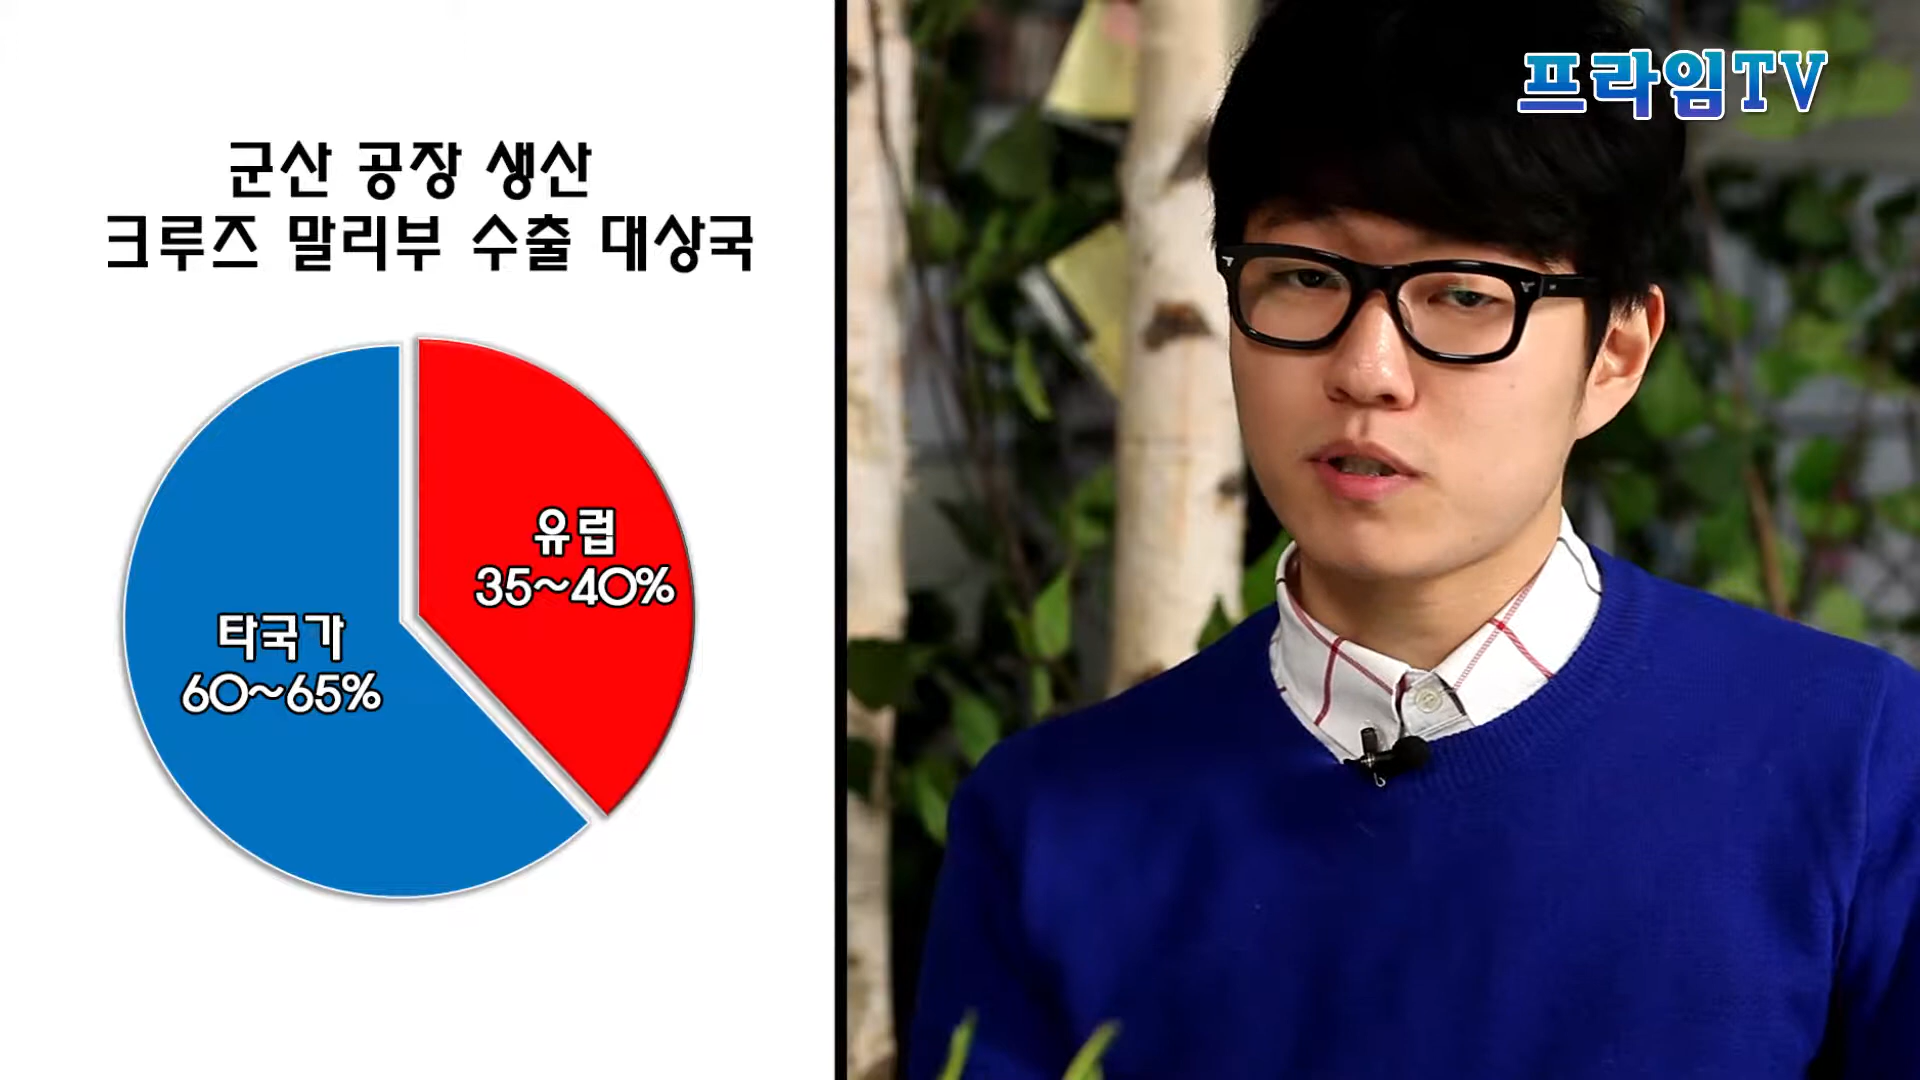 군산 공장 생산
크루즈 말리부 수출 대상국
유럽
35~40%
타국가
60~65%
프라임TV